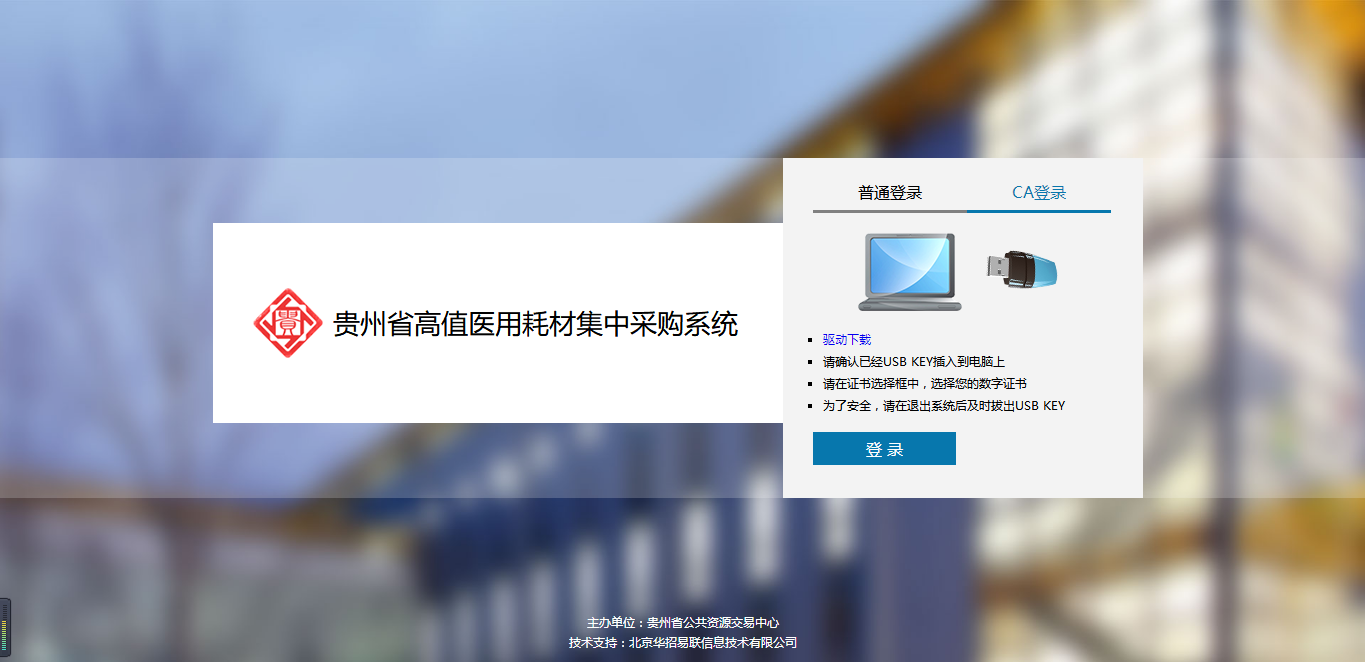 普通登录
CA登录
贵州省高值医用耗材集中采购系统
驱动下载
请确认已经USB KEY插入到电脑上
请在证书选择框中，选择您的数字证书
为了安全，请在退出系统后及时拔出USB KEY
登 录
主办单位：贵州省公共资源交易中心
技术支持：北京华招易联信息技术有限公司